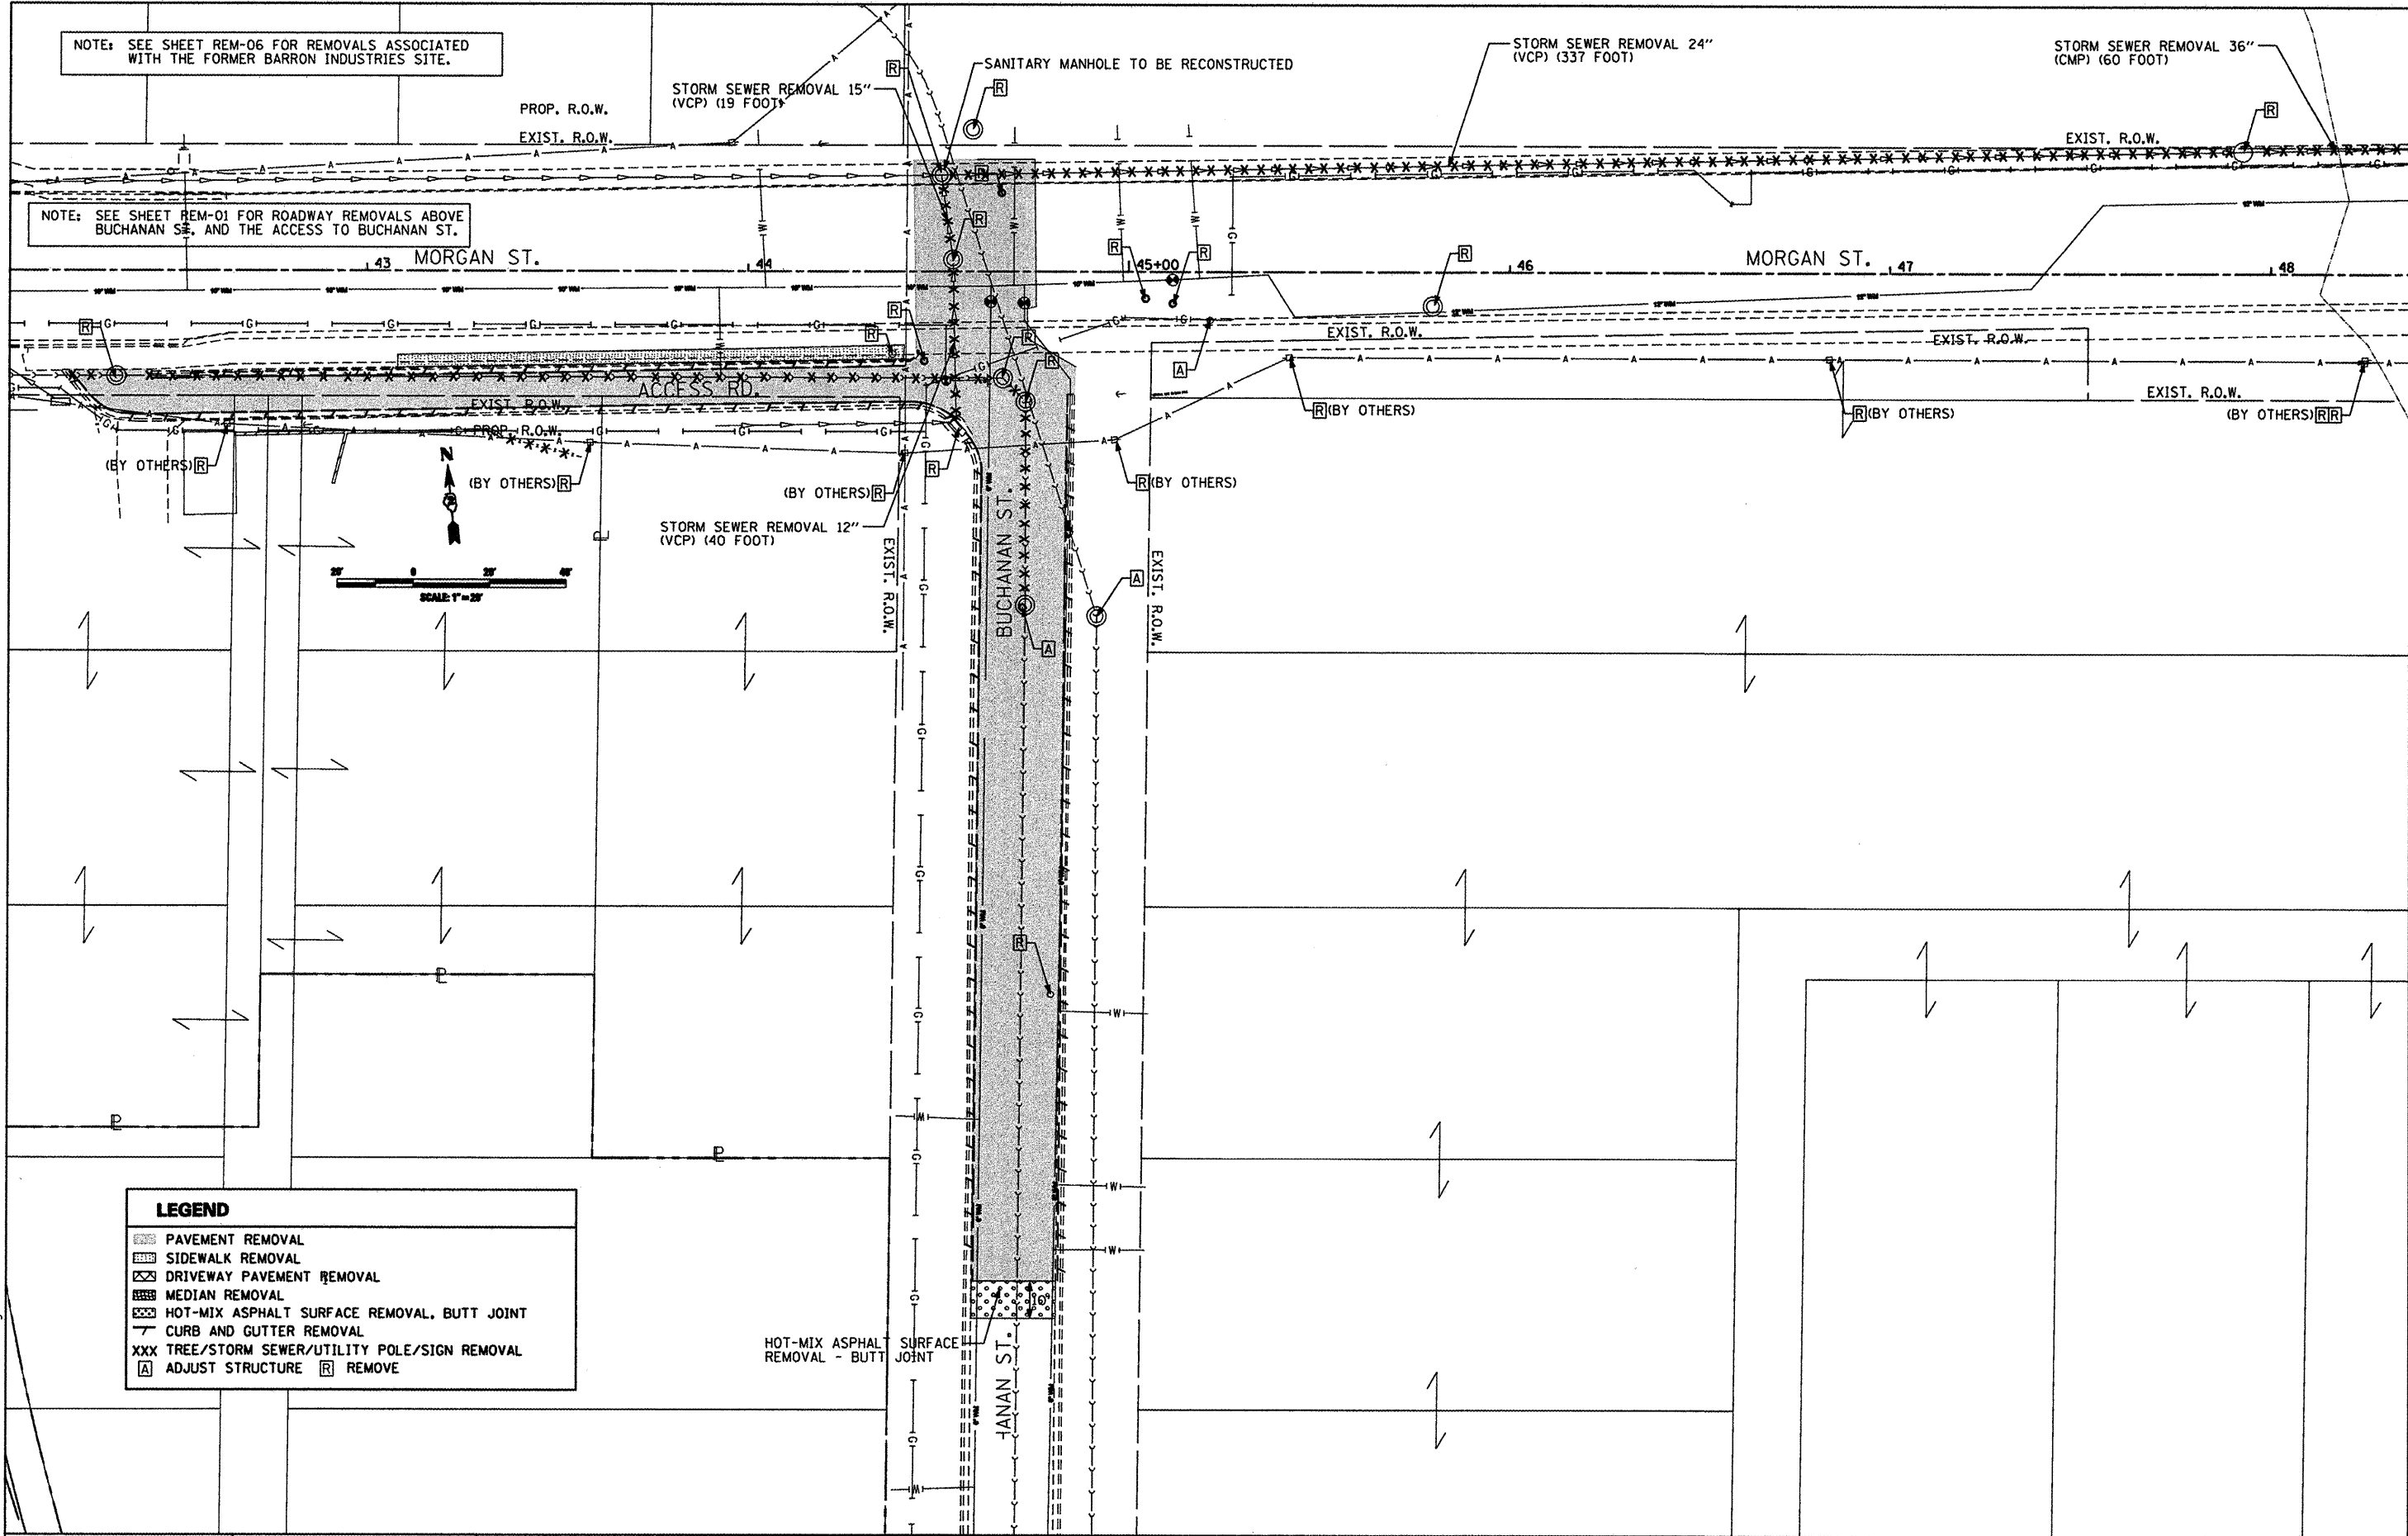 NOTE: SEE SHEET REM-06 FOR REMOVALS ASSOCIATED
WITH THE FORMER BARRON INDUSTRIES SITE.
STORM SEWER REMOVAL 15"
(VCP) (19 FOOT)
R
SANITARY MANHOLE TO BE RECONSTRUCTED
R
STORM SEWER REMOVAL 24"
(VCP) (337 FOOT)
STORM SEWER REMOVAL 36"
(CMP) (60 FOOT)
R
PROP. R.O.W.
EXIST. R.O.W.
EXIST. R.O.W.
NOTE: SEE SHEET REM-01 FOR ROADWAY REMOVALS ABOVE
BUCHANAN ST. AND THE ACCESS TO BUCHANAN ST.
R
R
R
R
R
MORGAN ST.
MORGAN ST.
43
44
45+00
46
47
48
R
R
R
R
R
A
EXIST. R.O.W.
EXIST. R.O.W.
ACCESS RD.
EXIST. R.O.W.
EXIST. R.O.W.
PROP. R.O.W.
R (BY OTHERS)
R (BY OTHERS)
(BY OTHERS) R R
(BY OTHERS) R
(BY OTHERS) R
(BY OTHERS) R
R
R (BY OTHERS)
N
STORM SEWER REMOVAL 12"
(VCP) (40 FOOT)
SCALE: 1"=20'
EXIST. R.O.W.
BUCHANAN ST.
EXIST. R.O.W.
A
A
R
10'
HOT-MIX ASPHALT SURFACE
REMOVAL - BUTT JOINT
HANAN ST.
LEGEND
PAVEMENT REMOVAL
SIDEWALK REMOVAL
DRIVEWAY PAVEMENT REMOVAL
MEDIAN REMOVAL
HOT-MIX ASPHALT SURFACE REMOVAL, BUTT JOINT
CURB AND GUTTER REMOVAL
XXX TREE/STORM SEWER/UTILITY POLE/SIGN REMOVAL
A ADJUST STRUCTURE R REMOVE